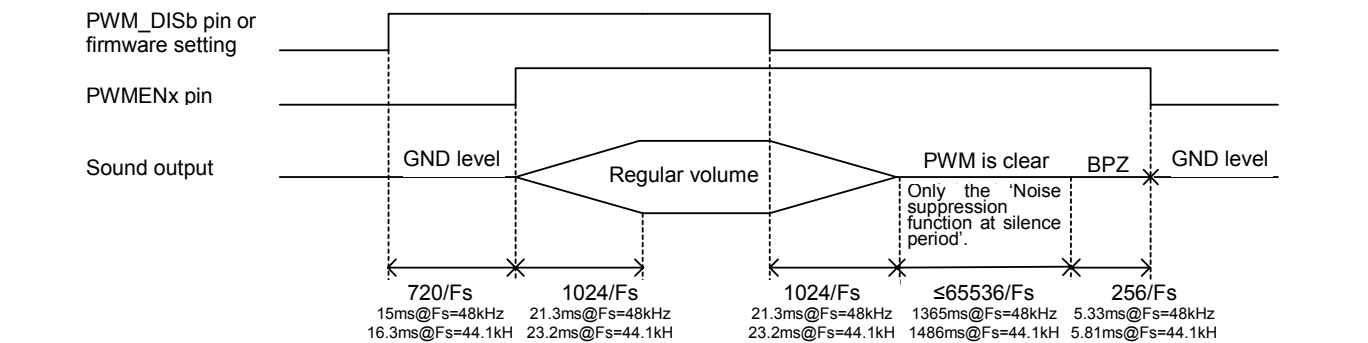 PWM_DISb pin or
firmware setting
PWMENx pin
Sound output
GND level
Regular volume
PWM is clear
BPZ
GND level
Only the ‘Noise
suppression
function at silence
period’.
720/Fs
15ms@Fs=48kHz
16.3ms@Fs=44.1kH
1024/Fs
21.3ms@Fs=48kHz
23.2ms@Fs=44.1kH
1024/Fs
21.3ms@Fs=48kHz
23.2ms@Fs=44.1kH
≤65536/Fs
1365ms@Fs=48kHz
1486ms@Fs=44.1kH
256/Fs
5.33ms@Fs=48kHz
5.81ms@Fs=44.1kH